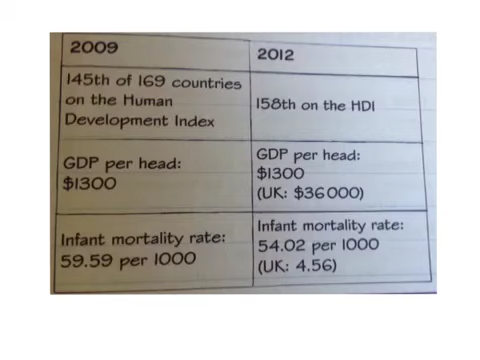 2009
2012
145th of 169 countries
on the Human
Development Index
158th on the HDI
GDP per head:
$1300
GDP per head:
$1300
(UK: $36000)
Infant mortality rate:
59.59 per 1000
Infant mortality rate:
54.02 per 1000
(UK: 4.56)